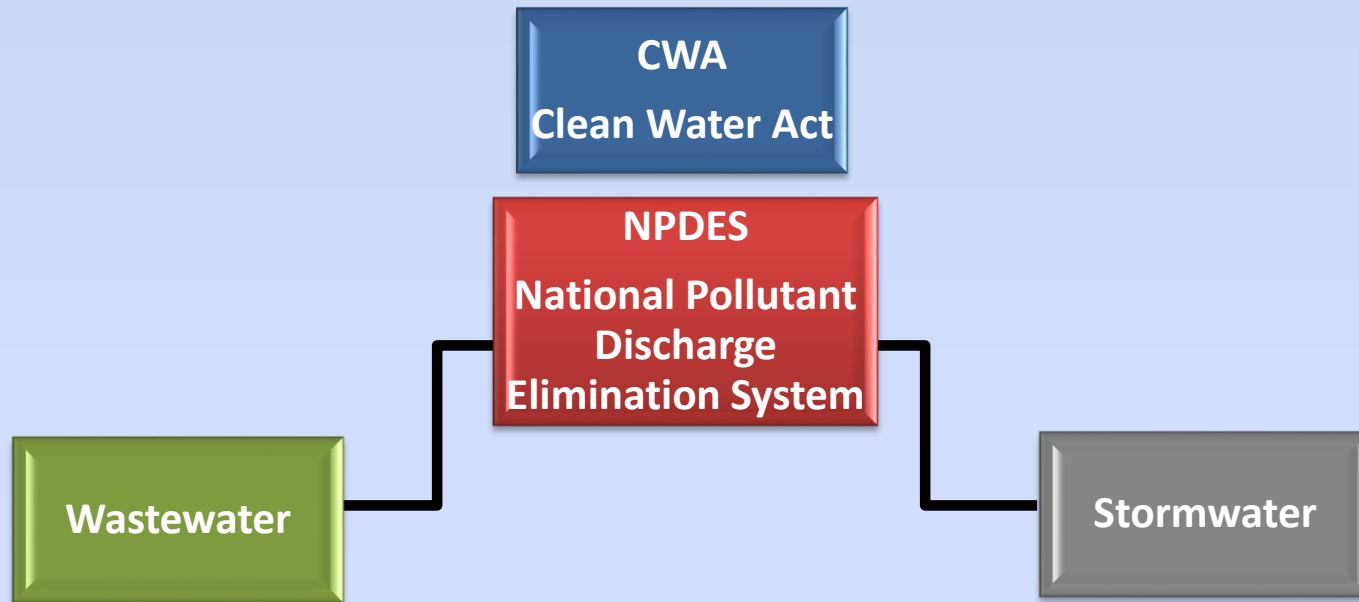 CWA
Clean Water Act
NPDES
National Pollutant
Discharge
Elimination System
Wastewater
Stormwater